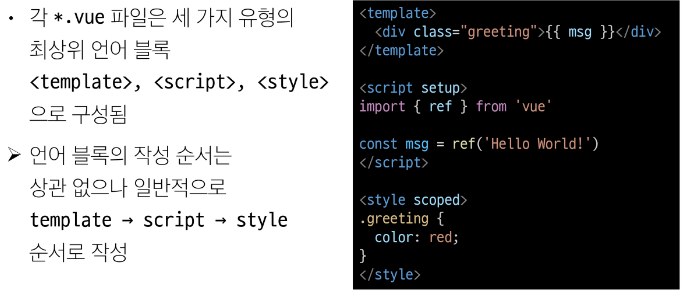 • 각 *.vue 파일은 세 가지 유형의
최상위 언어 블록
<template>, <script>, <style>
으로 구성됨
➢ 언어 블록의 작성 순서는
상관 없으나 일반적으로
template → script → style
순서로 작성
<template>
  <div class="greeting">{{ msg }}</div>
</template>

<script setup>
import { ref } from 'vue'

const msg = ref('Hello World!')
</script>

<style scoped>
.greeting {
  color: red;
}
</style>